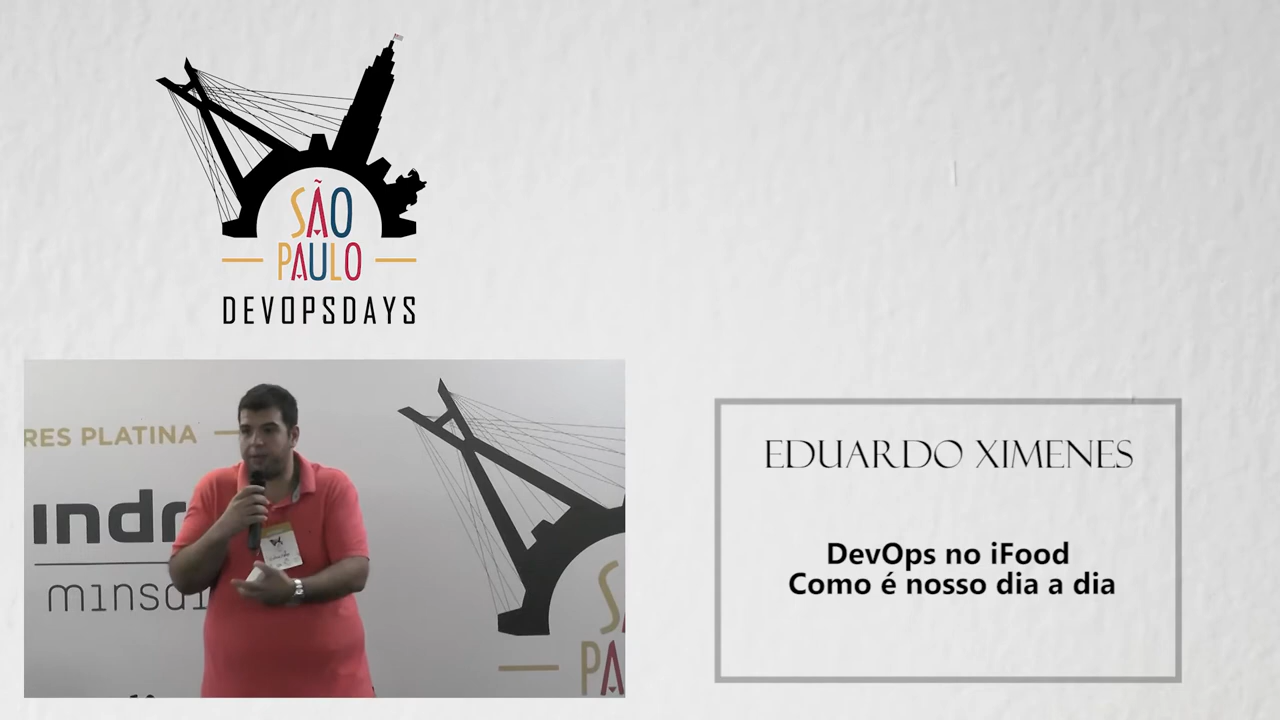 SÃO
PAULO
DEVOPSDAYS
RES PLATINA
indr
minsai
EDUARDO XIMENES
DevOps no iFood
Como é nosso dia a dia